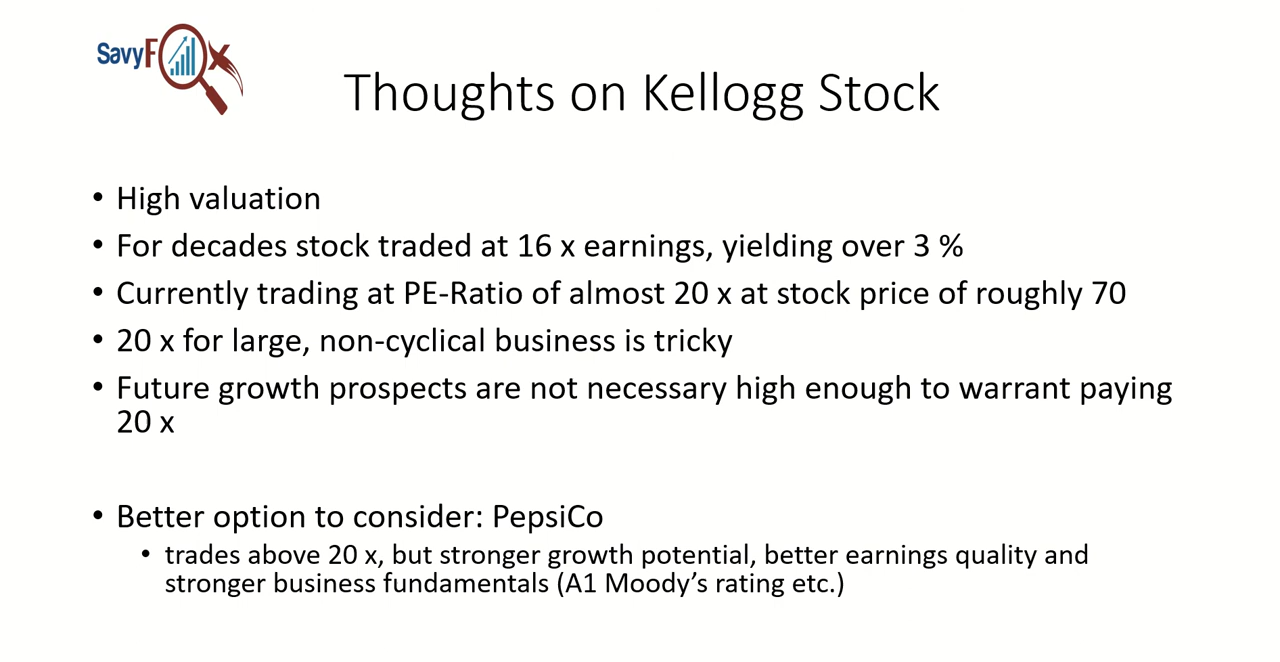 SavyFox
Thoughts on Kellogg Stock
• High valuation
• For decades stock traded at 16 x earnings, yielding over 3 %
• Currently trading at PE-Ratio of almost 20 x at stock price of roughly 70
• 20 x for large, non-cyclical business is tricky
• Future growth prospects are not necessary high enough to warrant paying
20 x
• Better option to consider: PepsiCo
• trades above 20 x, but stronger growth potential, better earnings quality and
stronger business fundamentals (A1 Moody’s rating etc.)